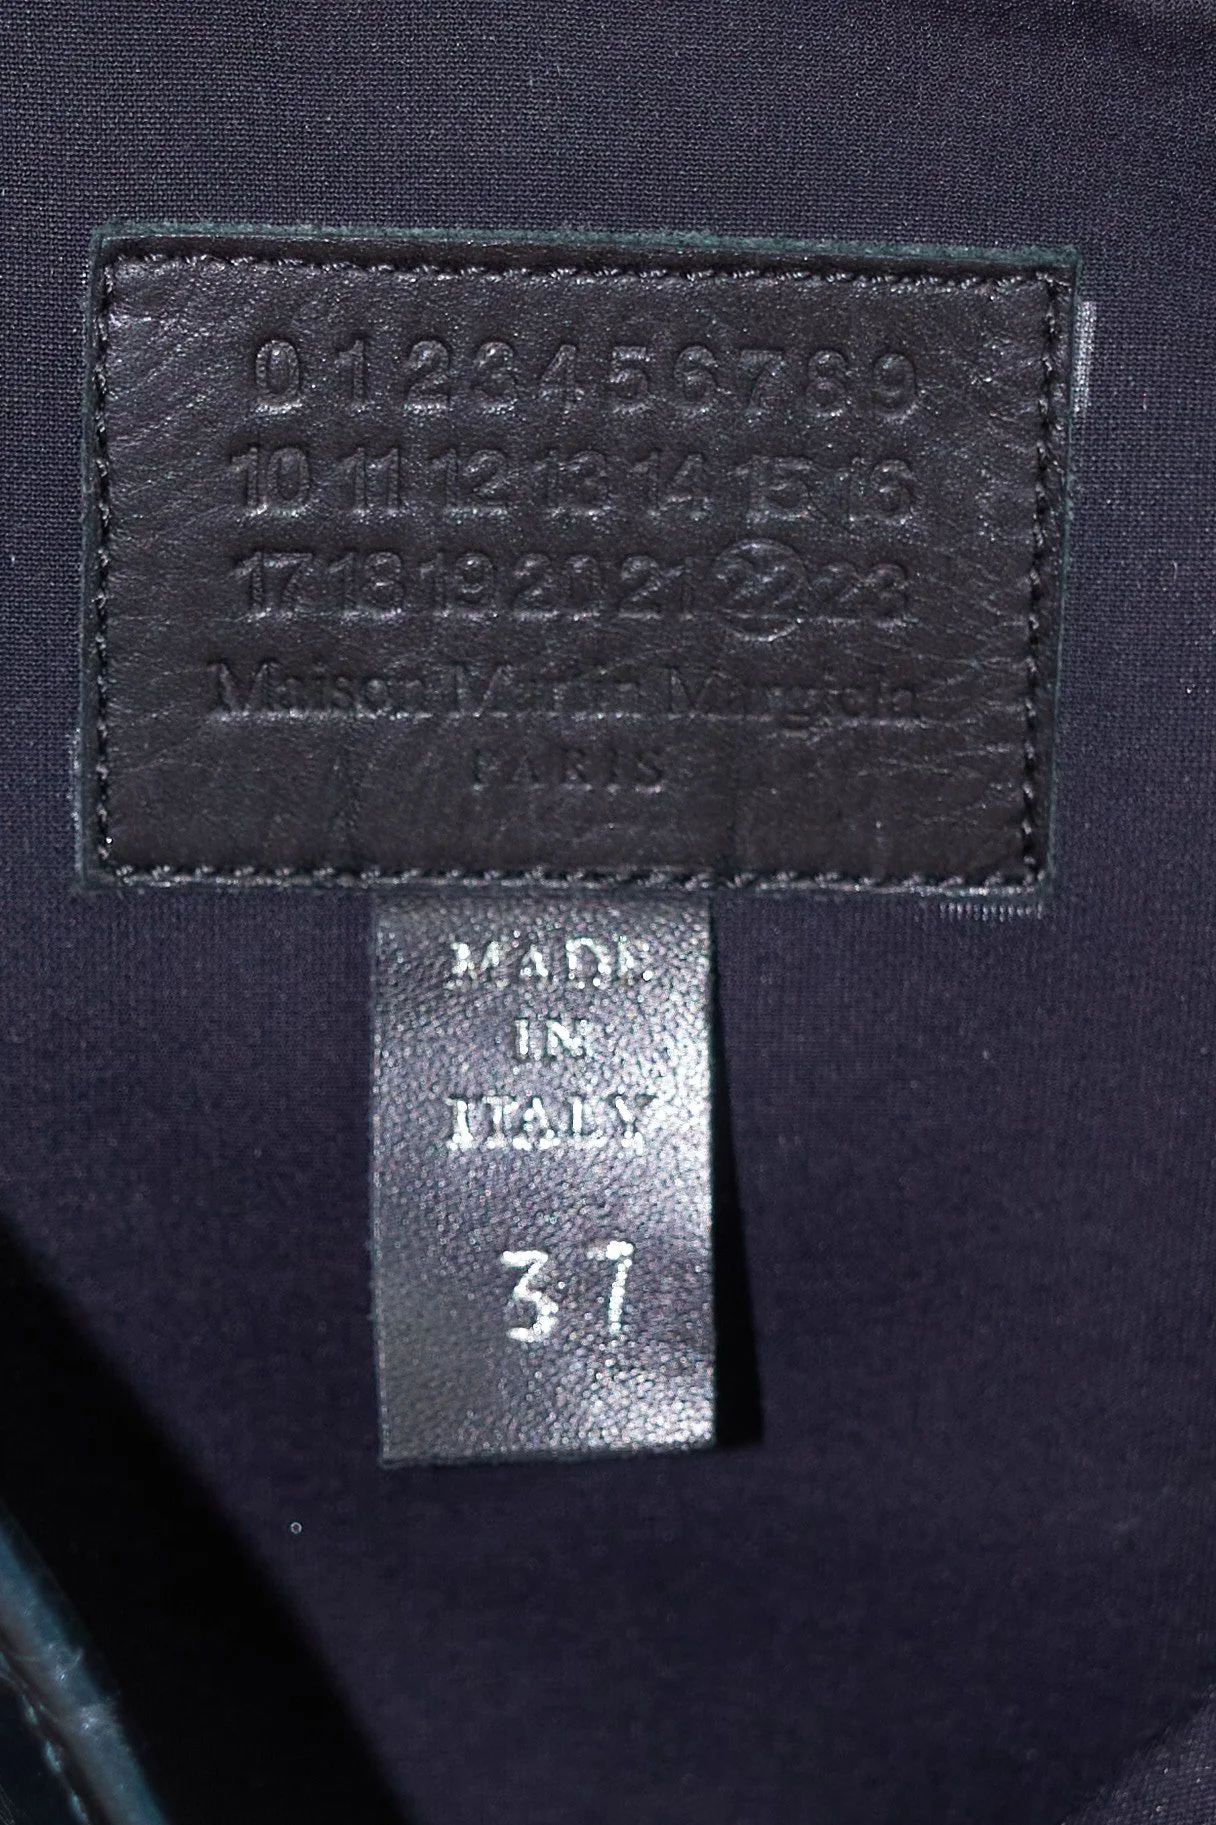 0 1 2 3 4 5 6 7 8 9
10 11 12 13 14 15 16
17 18 19 20 21 22 23
Maison Martin Margiela
PARIS
MADE
IN
ITALY
37